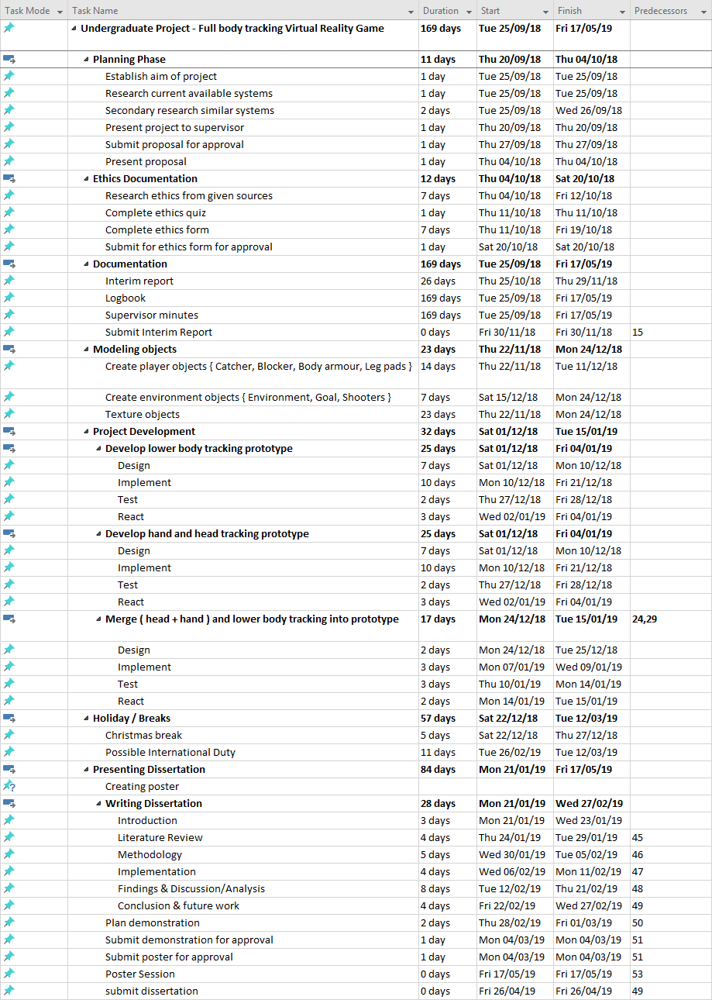 Task Mode Task Name Duration Start Finish Predecessors
Undergraduate Project - Full body tracking Virtual Reality Game 169 days Tue 25/09/18 Fri 17/05/19
Planning Phase 11 days Thu 20/09/18 Thu 04/10/18
Establish aim of project 1 day Tue 25/09/18 Tue 25/09/18
Research current available systems 1 day Tue 25/09/18 Tue 25/09/18
Secondary research similar systems 2 days Tue 25/09/18 Wed 26/09/18
Present project to supervisor 1 day Thu 20/09/18 Thu 20/09/18
Submit proposal for approval 1 day Thu 27/09/18 Thu 27/09/18
Present proposal 1 day Thu 04/10/18 Thu 04/10/18
Ethics Documentation 12 days Thu 04/10/18 Sat 20/10/18
Research ethics from given sources 7 days Thu 04/10/18 Fri 12/10/18
Complete ethics quiz 1 day Thu 11/10/18 Thu 11/10/18
Complete ethics form 7 days Thu 11/10/18 Fri 19/10/18
Submit for ethics form for approval 1 day Sat 20/10/18 Sat 20/10/18
Documentation 169 days Tue 25/09/18 Fri 17/05/19
Interim report 26 days Thu 25/10/18 Thu 29/11/18
Logbook 169 days Tue 25/09/18 Fri 17/05/19
Supervisor minutes 169 days Tue 25/09/18 Fri 17/05/19
Submit Interim Report 0 days Fri 30/11/18 Fri 30/11/18 15
Modeling objects 23 days Thu 22/11/18 Mon 24/12/18
Create player objects { Catcher, Blocker, Body armour, Leg pads } 14 days Thu 22/11/18 Tue 11/12/18
Create environment objects { Environment, Goal, Shooters } 7 days Sat 15/12/18 Mon 24/12/18
Texture objects 23 days Thu 22/11/18 Mon 24/12/18
Project Development 32 days Sat 01/12/18 Tue 15/01/19
Develop lower body tracking prototype 25 days Sat 01/12/18 Fri 04/01/19
Design 7 days Sat 01/12/18 Mon 10/12/18
Implement 10 days Mon 10/12/18 Fri 21/12/18
Test 2 days Thu 27/12/18 Fri 28/12/18
React 3 days Wed 02/01/19 Fri 04/01/19
Develop hand and head tracking prototype 25 days Sat 01/12/18 Fri 04/01/19
Design 7 days Sat 01/12/18 Mon 10/12/18
Implement 10 days Mon 10/12/18 Fri 21/12/18
Test 2 days Thu 27/12/18 Fri 28/12/18
React 3 days Wed 02/01/19 Fri 04/01/19
Merge ( head + hand ) and lower body tracking into prototype 17 days Mon 24/12/18 Tue 15/01/19 24,29
Design 2 days Mon 24/12/18 Tue 25/12/18
Implement 3 days Mon 07/01/19 Wed 09/01/19
Test 3 days Thu 10/01/19 Mon 14/01/19
React 2 days Mon 14/01/19 Tue 15/01/19
Holiday / Breaks 57 days Sat 22/12/18 Tue 12/03/19
Christmas break 5 days Sat 22/12/18 Thu 27/12/18
Possible International Duty 11 days Tue 26/02/19 Tue 12/03/19
Presenting Dissertation 84 days Mon 21/01/19 Fri 17/05/19
Creating poster
Writing Dissertation 28 days Mon 21/01/19 Wed 27/02/19
Introduction 3 days Mon 21/01/19 Wed 23/01/19
Literature Review 4 days Thu 24/01/19 Tue 29/01/19 45
Methodology 5 days Wed 30/01/19 Tue 05/02/19 46
Implementation 4 days Wed 06/02/19 Mon 11/02/19 47
Findings & Discussion/Analysis 8 days Tue 12/02/19 Thu 21/02/19 48
Conclusion & future work 4 days Fri 22/02/19 Wed 27/02/19 49
Plan demonstration 2 days Thu 28/02/19 Fri 01/03/19 50
Submit demonstration for approval 1 day Mon 04/03/19 Mon 04/03/19 51
Submit poster for approval 1 day Mon 04/03/19 Mon 04/03/19 51
Poster Session 0 days Fri 17/05/19 Fri 17/05/19 53
submit dissertation 0 days Fri 26/04/19 Fri 26/04/19 49